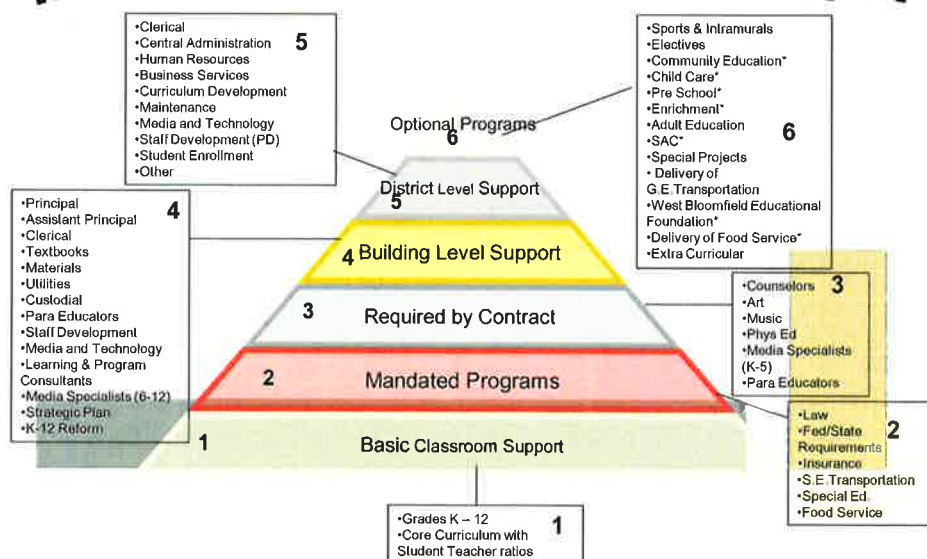 •Clerical
5
•Central Administration
•Human Resources
•Business Services
•Curriculum Development
•Maintenance
•Media and Technology
•Staff Development (PD)
•Student Enrollment
•Other
•Sports & Intramurals
•Electives
•Community Education*
•Child Care*
•Pre School*
•Enrichment*
•Adult Education
6
•SAC*
•Special Projects
• Delivery of
G.E.Transportation
•West Bloomfield Educational
Foundation*
•Delivery of Food Service*
•Extra Curricular
Optional Programs
6
District Level Support
5
•Principal
4
•Assistant Principal
•Clerical
•Textbooks
•Materials
•Utilities
•Custodial
•Para Educators
•Staff Development
•Media and Technology
•Learning & Program
Consultants
•Media Specialists (6-12)
•Strategic Plan
•K-12 Reform
4 Building Level Support
•Counselors
3
•Art
•Music
•Phys Ed
•Media Specialists
(K-5)
•Para Educators
3
Required by Contract
2
Mandated Programs
•Law
2
•Fed/State
Requirements
•Insurance
•S.E.Transportation
•Special Ed.
•Food Service
1
Basic Classroom Support
•Grades K – 12
1
•Core Curriculum with
Student Teacher ratios